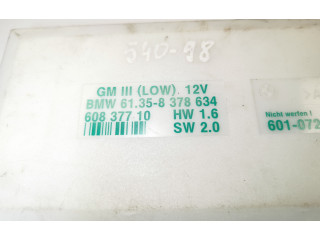 540-98
GM III (LOW). 12V
BMW 61.35-8 378 634
608 377 10 HW 1.6
SW 2.0
Nicht werfen !
601-072